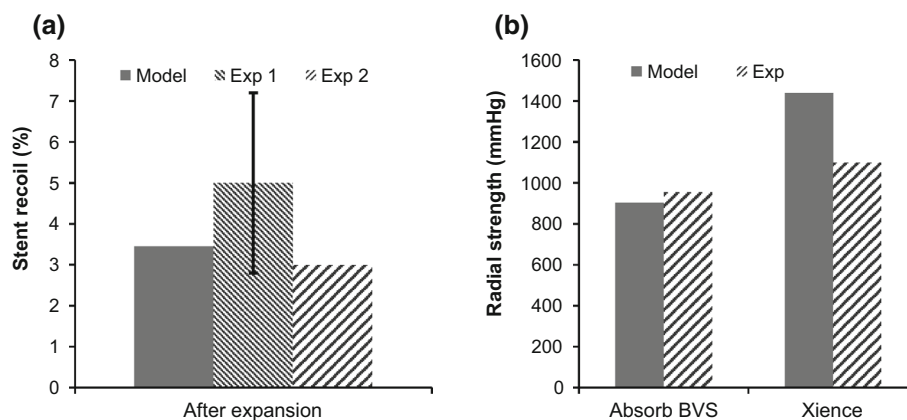 (a)
Model Exp 1 Exp 2
Stent recoil (%)
8
7
6
5
4
3
2
1
0
After expansion
(b)
Model Exp
Radial strength (mmHg)
1600
1400
1200
1000
800
600
400
200
0
Absorb BVS Xience